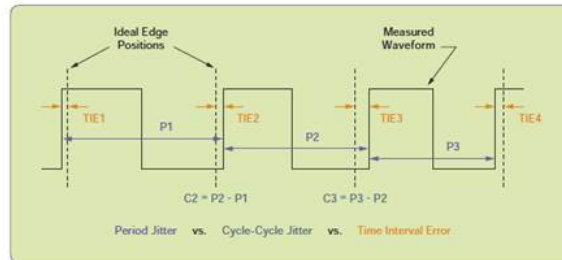 Ideal Edge
Positions
Measured
Waveform
TIE1
TIE2
TIE3
TIE4
P1
P2
P3
C2 = P2 - P1
C3 = P3 - P2
Period Jitter vs. Cycle-Cycle Jitter vs. Time Interval Error